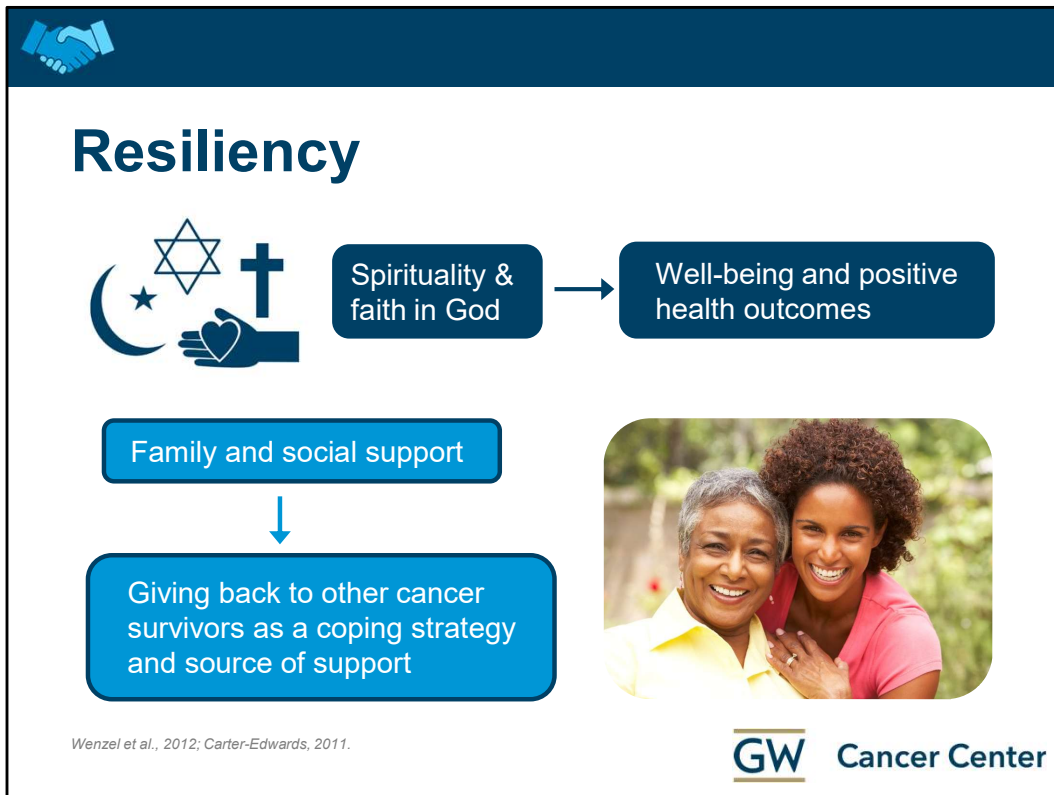 Resiliency
Spirituality &
faith in God
Well-being and positive
health outcomes
Family and social support
Giving back to other cancer
survivors as a coping strategy
and source of support
Wenzel et al., 2012; Carter-Edwards, 2011.
GW Cancer Center